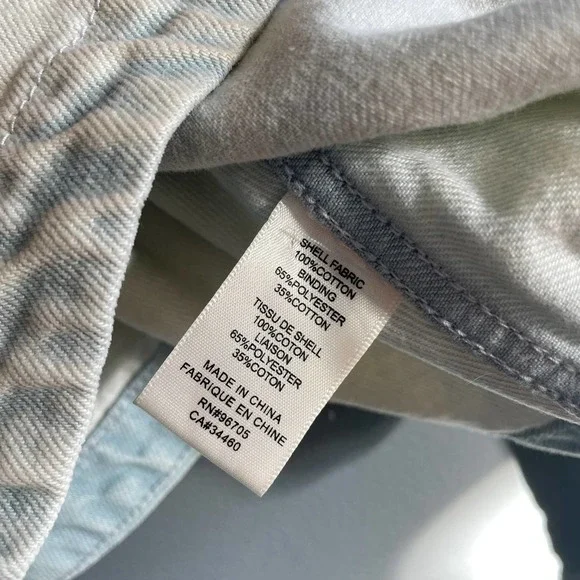 SHELL FABRIC
100%COTTON
BINDING
65%POLYESTER
35%COTTON
TISSU DE SHELL
100%COTON
LIAISON
65%POLYESTER
35%COTON
MADE IN CHINA
FABRIQUE EN CHINE
RN#96705
CA#34460